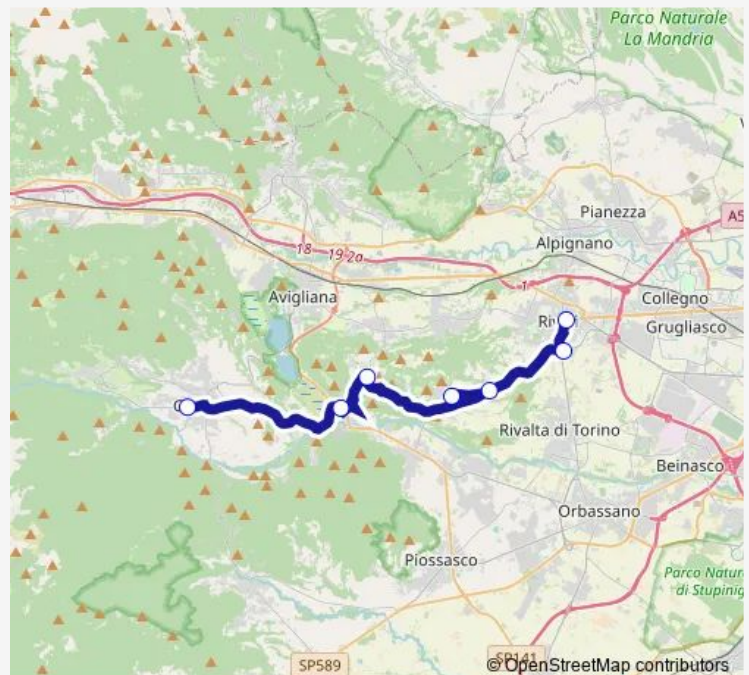 Parco Naturale
La Mandria
Pianezza
A5
Alpignano
18
19-2a
1
Avigliana
Collegno
Grugliasco
Rivalta di Torino
Beinasco
Orbassano
Piossasco
Parco Natur
di Stupinig
SP589
SP141
© OpenStreetMap contributors